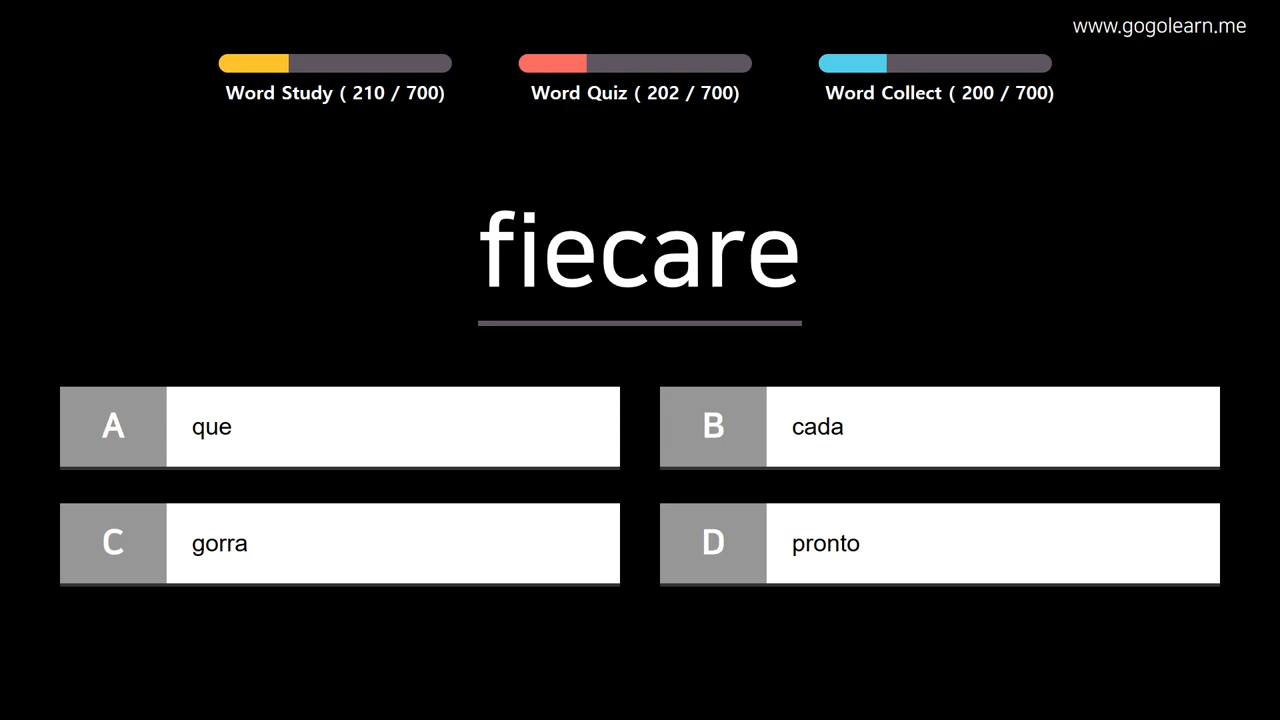 www.gogolearn.me
Word Study ( 210 / 700)
Word Quiz ( 202 / 700)
Word Collect ( 200 / 700)
fiecare
A que
B cada
C gorra
D pronto